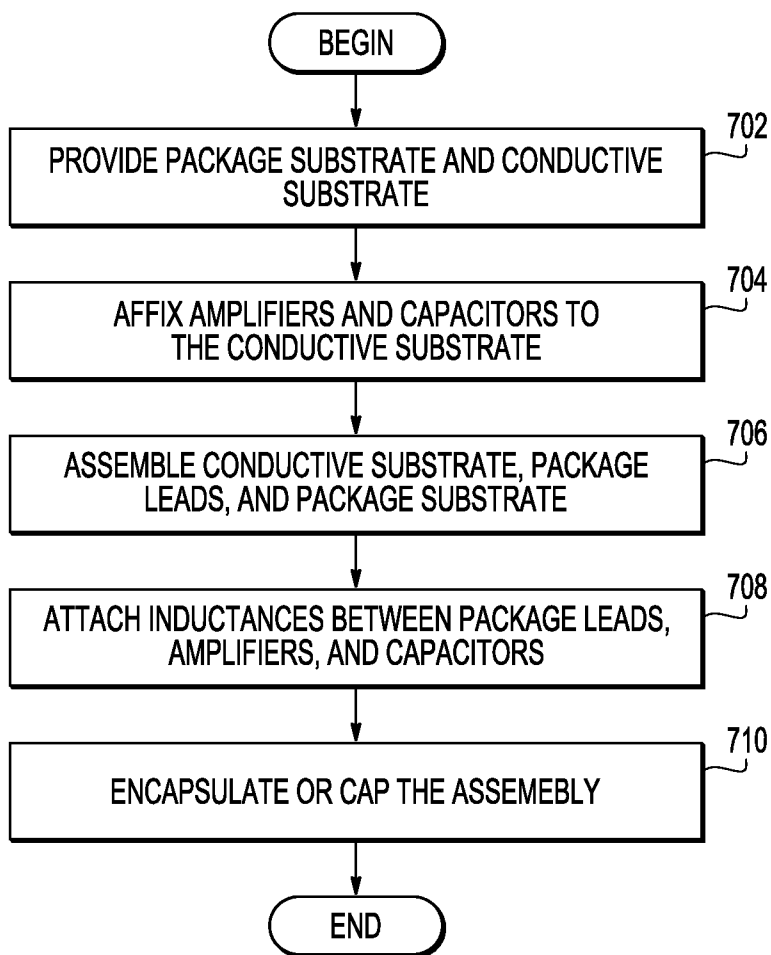 BEGIN
702
PROVIDE PACKAGE SUBSTRATE AND CONDUCTIVE
SUBSTRATE
704
AFFIX AMPLIFIERS AND CAPACITORS TO
THE CONDUCTIVE SUBSTRATE
706
ASSEMBLE CONDUCTIVE SUBSTRATE, PACKAGE
LEADS, AND PACKAGE SUBSTRATE
708
ATTACH INDUCTANCES BETWEEN PACKAGE LEADS,
AMPLIFIERS, AND CAPACITORS
710
ENCAPSULATE OR CAP THE ASSEMEBLY
END